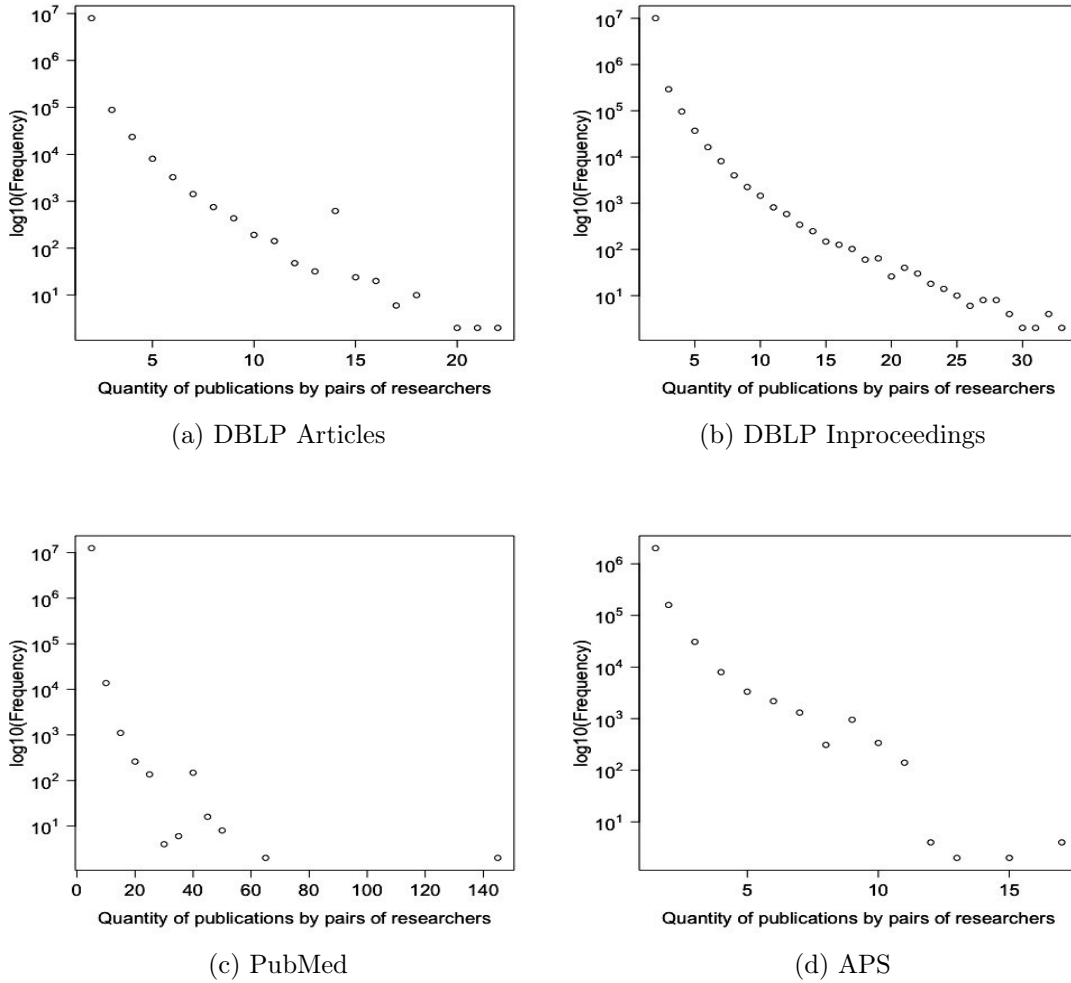 10^7
10^6
10^5
10^4
10^3
10^2
10^1
log10(Frequency)
5 10 15 20
Quantity of publications by pairs of researchers
(a) DBLP Articles
10^7
10^6
10^5
10^4
10^3
10^2
10^1
log10(Frequency)
5 10 15 20 25 30
Quantity of publications by pairs of researchers
(b) DBLP Inproceedings
10^7
10^6
10^5
10^4
10^3
10^2
10^1
log10(Frequency)
0 20 40 60 80 100 120 140
Quantity of publications by pairs of researchers
(c) PubMed
10^6
10^5
10^4
10^3
10^2
10^1
log10(Frequency)
5 10 15
Quantity of publications by pairs of researchers
(d) APS